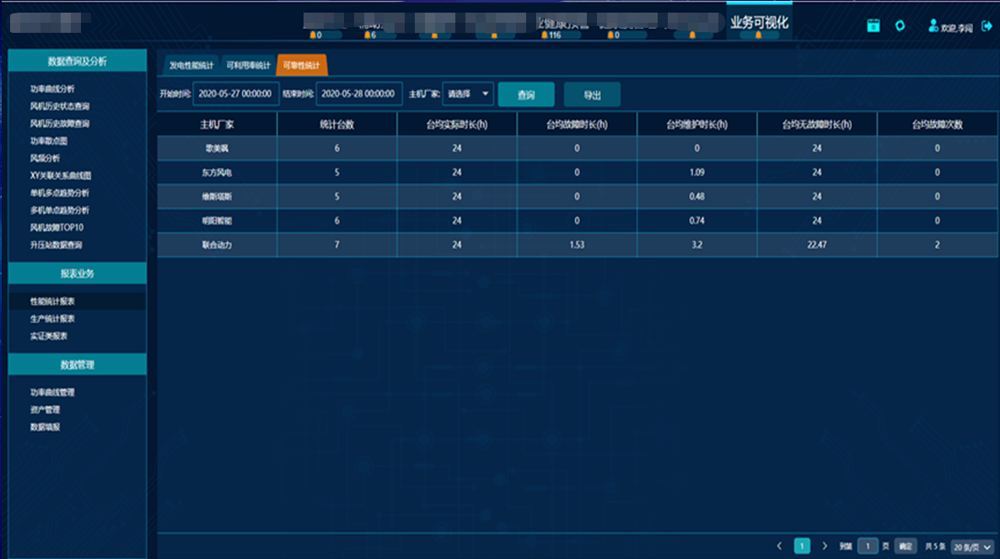 业务可视化
0 6 116 0
欢迎,李阅
数据查询及分析
功率曲线分析
风机历史状态查询
风机历史故障查询
功率散点图
风频分析
XY关联关系曲线图
单机多点趋势分析
多机单点趋势分析
风机故障TOP10
升压站数据查询
报表业务
性能统计报表
生产统计报表
实证类报表
数据管理
功率曲线管理
资产管理
数据填报
发电性能统计 可利用率统计 可靠性统计
开始时间: 2020-05-27 00:00:00 结束时间: 2020-05-28 00:00:00 主机厂家: 请选择 查询 导出
主机厂家 统计台数 台均实际时长(h) 台均故障时长(h) 台均维护时长(h) 台均无故障时长(h) 台均故障次数
歌美飒 6 24 0 0 24 0
东方风电 5 24 0 1.09 24 0
维斯塔斯 5 24 0 0.48 24 0
明阳智能 6 24 0 0.74 24 0
联合动力 7 24 1.53 3.2 22.47 2
1 到第 1 页 确定 共 5 条 20 条/页